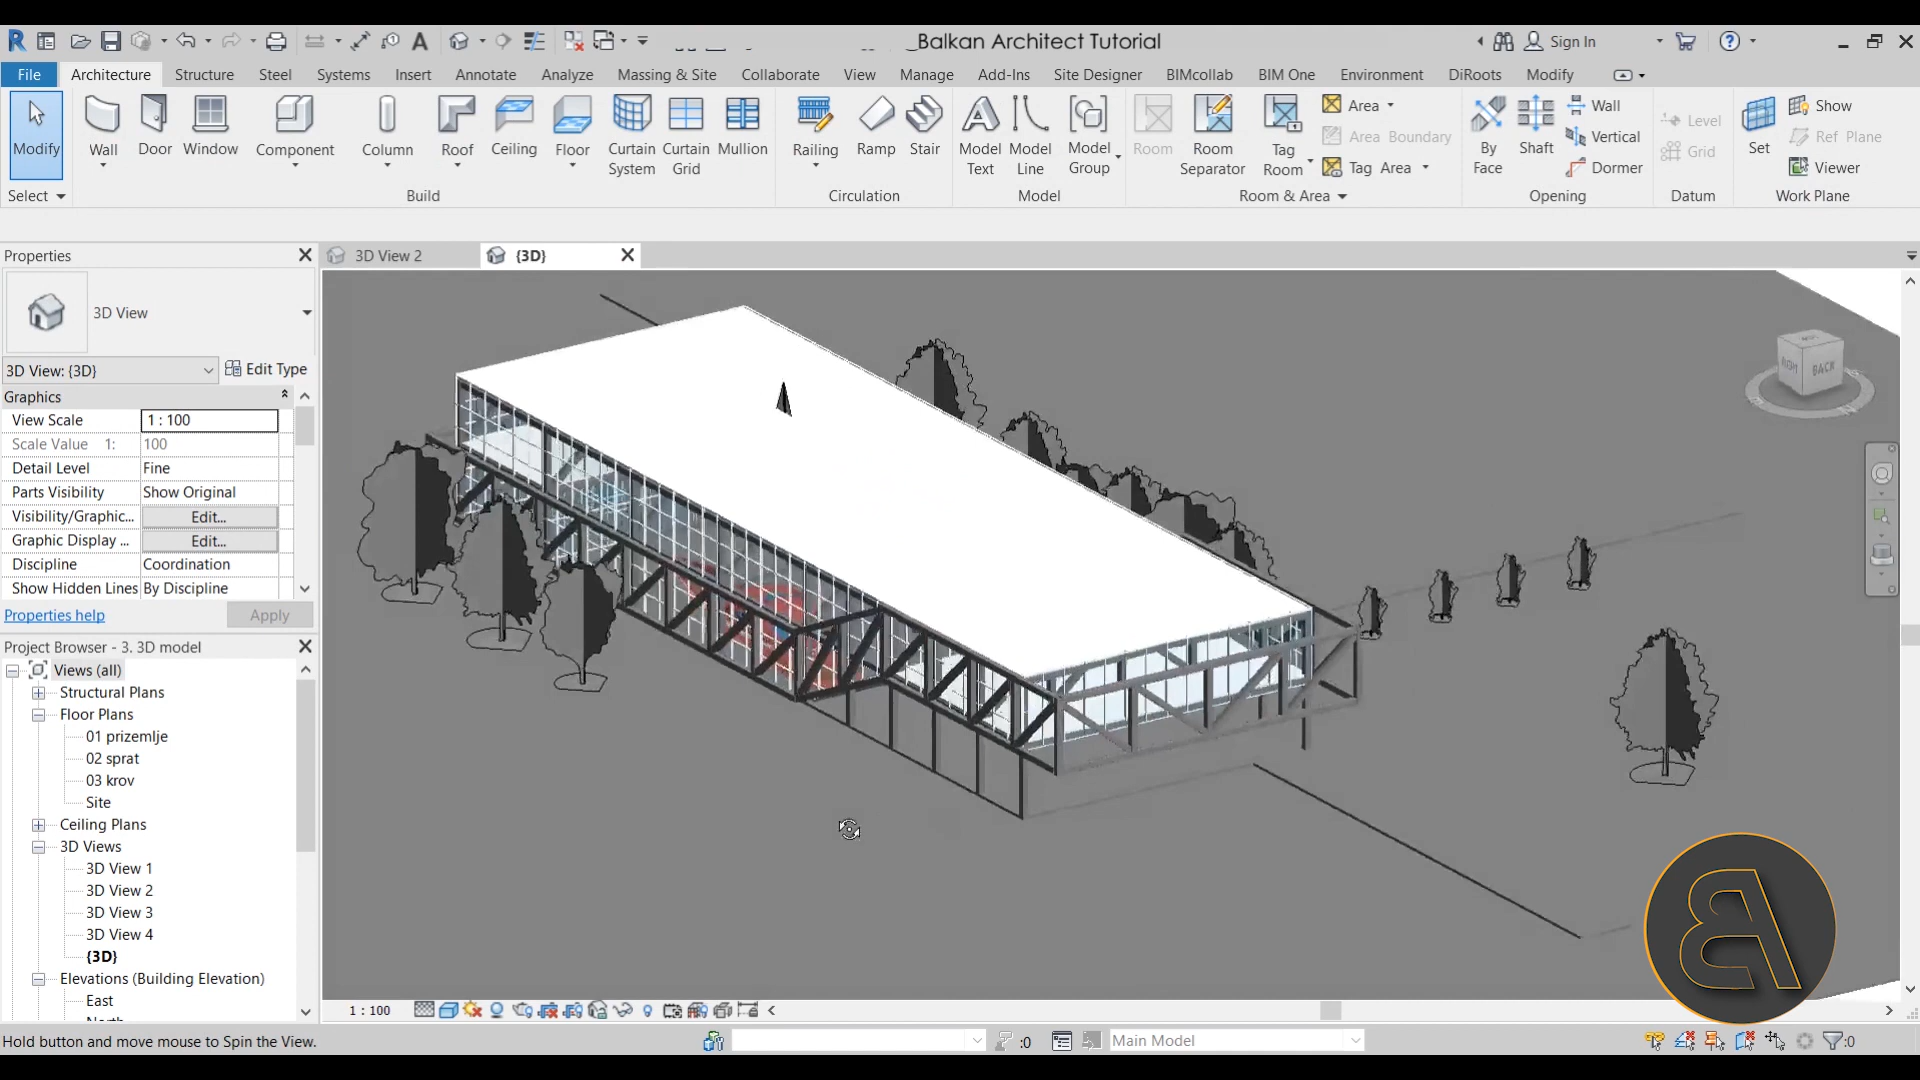 Balkan Architect Tutorial
Sign In
File Architecture Structure Steel Systems Insert Annotate Analyze Massing & Site Collaborate View Manage Add-Ins Site Designer BIMcollab BIM One Environment DiRoots Modify
Modify Wall Door Window Component Column Roof Ceiling Floor Curtain System Curtain Grid Mullion Railing Ramp Stair Model Text Model Line Model Group Room Room Separator Tag Room
Area
Area Boundary
Tag Area
By Face Shaft
Wall
Vertical
Dormer
Level
Grid
Set
Show
Ref Plane
Viewer
Select Build Circulation Model Room & Area Opening Datum Work Plane
Properties
3D View
3D View: {3D} Edit Type
Graphics
View Scale 1 : 100
Scale Value 1: 100
Detail Level Fine
Parts Visibility Show Original
Visibility/Graphic... Edit...
Graphic Display ... Edit...
Discipline Coordination
Show Hidden Lines By Discipline
Properties help Apply
Project Browser - 3. 3D model
Views (all)
Structural Plans
Floor Plans
01 prizemlje
02 sprat
03 krov
Site
Ceiling Plans
3D Views
3D View 1
3D View 2
3D View 3
3D View 4
{3D}
Elevations (Building Elevation)
East
3D View 2 {3D}
BACK
1 : 100
Hold button and move mouse to Spin the View.
:0
Main Model
:0